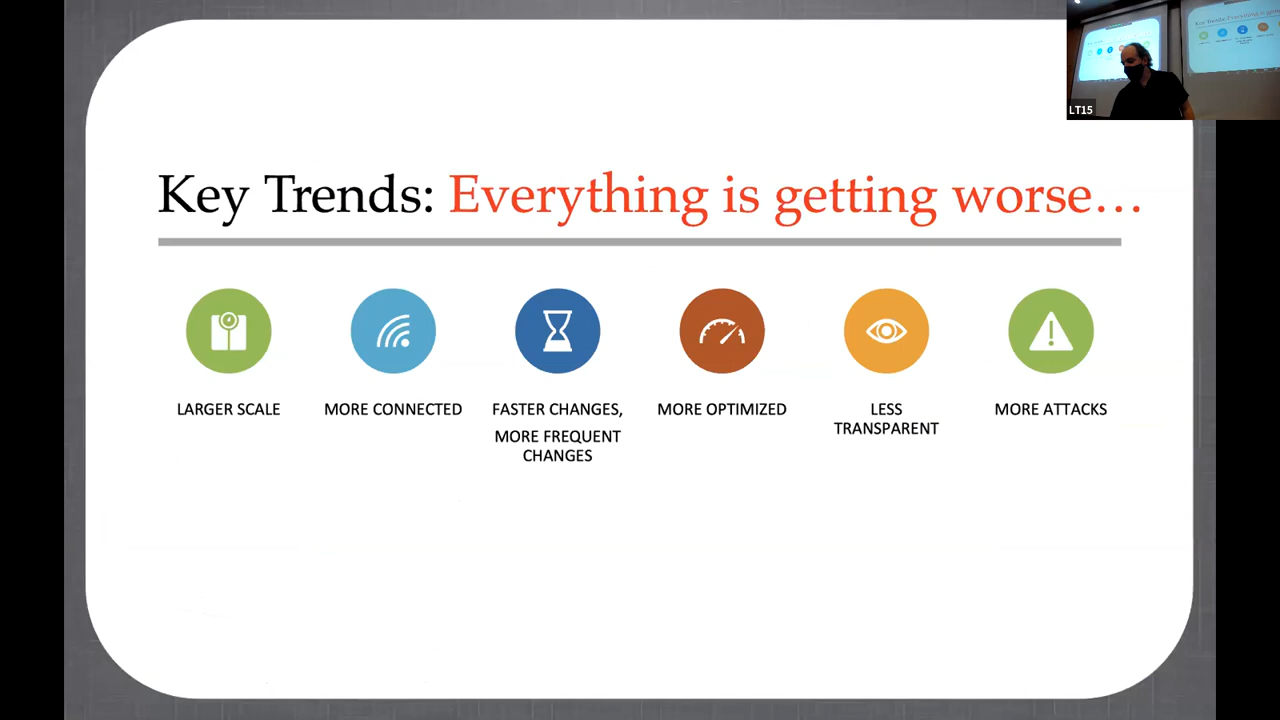 Key Trends: Everything is getting worse…
LARGER SCALE
MORE CONNECTED
FASTER CHANGES,
MORE FREQUENT
CHANGES
MORE OPTIMIZED
LESS
TRANSPARENT
MORE ATTACKS
LT15